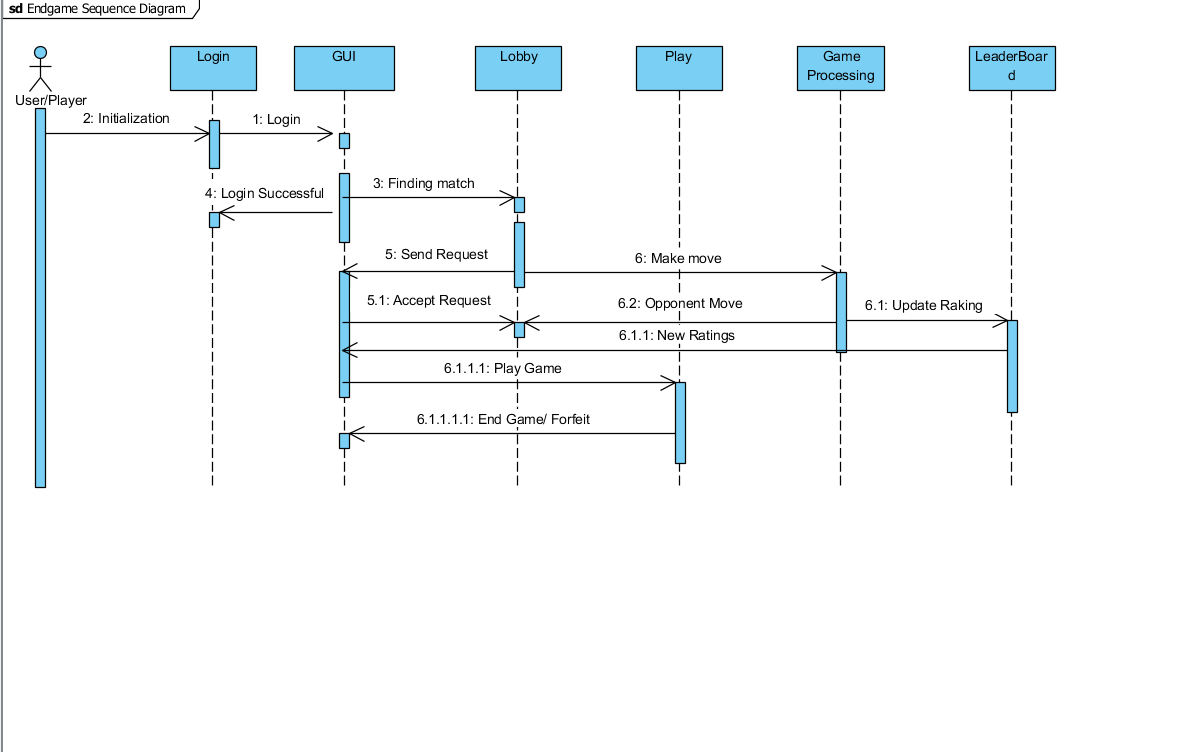 sd Endgame Sequence Diagram
Login
GUI
Lobby
Play
Game
Processing
LeaderBoar
d
User/Player
2: Initialization
1: Login
3: Finding match
4: Login Successful
5: Send Request
6: Make move
5.1: Accept Request
6.2: Opponent Move
6.1: Update Raking
6.1.1: New Ratings
6.1.1.1: Play Game
6.1.1.1.1: End Game/ Forfeit